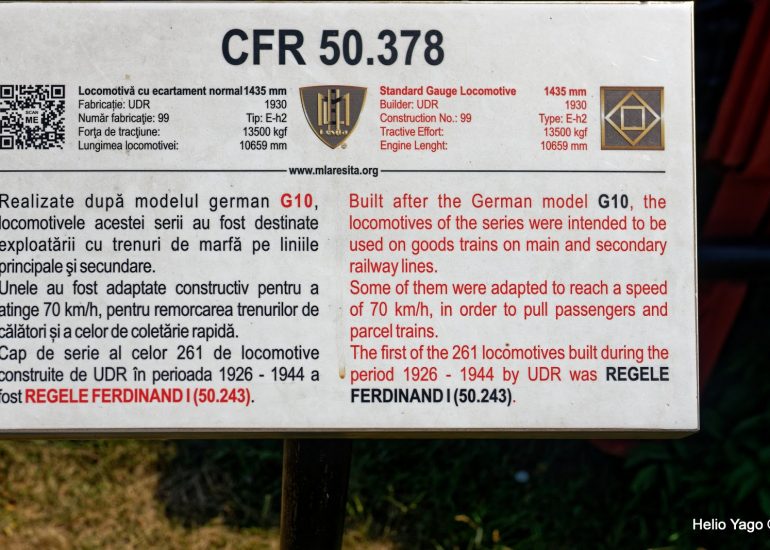 CFR 50.378
SCAN
ME
Locomotivă cu ecartament normal 1435 mm
Fabricaţie: UDR 1930
Număr fabricaţie: 99 Tip: E-h2
Forţa de tracţiune: 13500 kgf
Lungimea locomotivei: 10659 mm
Resita
Standard Gauge Locomotive 1435 mm
Builder: UDR 1930
Construction No.: 99 Type: E-h2
Tractive Effort: 13500 kgf
Engine Lenght: 10659 mm
www.mlaresita.org
Realizate după modelul german G10,
locomotivele acestei serii au fost destinate
exploatării cu trenuri de marfă pe liniile
principale şi secundare.
Unele au fost adaptate constructiv pentru a
atinge 70 km/h, pentru remorcarea trenurilor de
călători și a celor de coletărie rapidă.
Cap de serie al celor 261 de locomotive
construite de UDR în perioada 1926 - 1944 a
fost REGELE FERDINAND I (50.243).
Built after the German model G10, the
locomotives of the series were intended to be
used on goods trains on main and secondary
railway lines.
Some of them were adapted to reach a speed
of 70 km/h, in order to pull passengers and
parcel trains.
The first of the 261 locomotives built during the
period 1926 - 1944 by UDR was REGELE
FERDINAND I (50.243).
Helio Yago